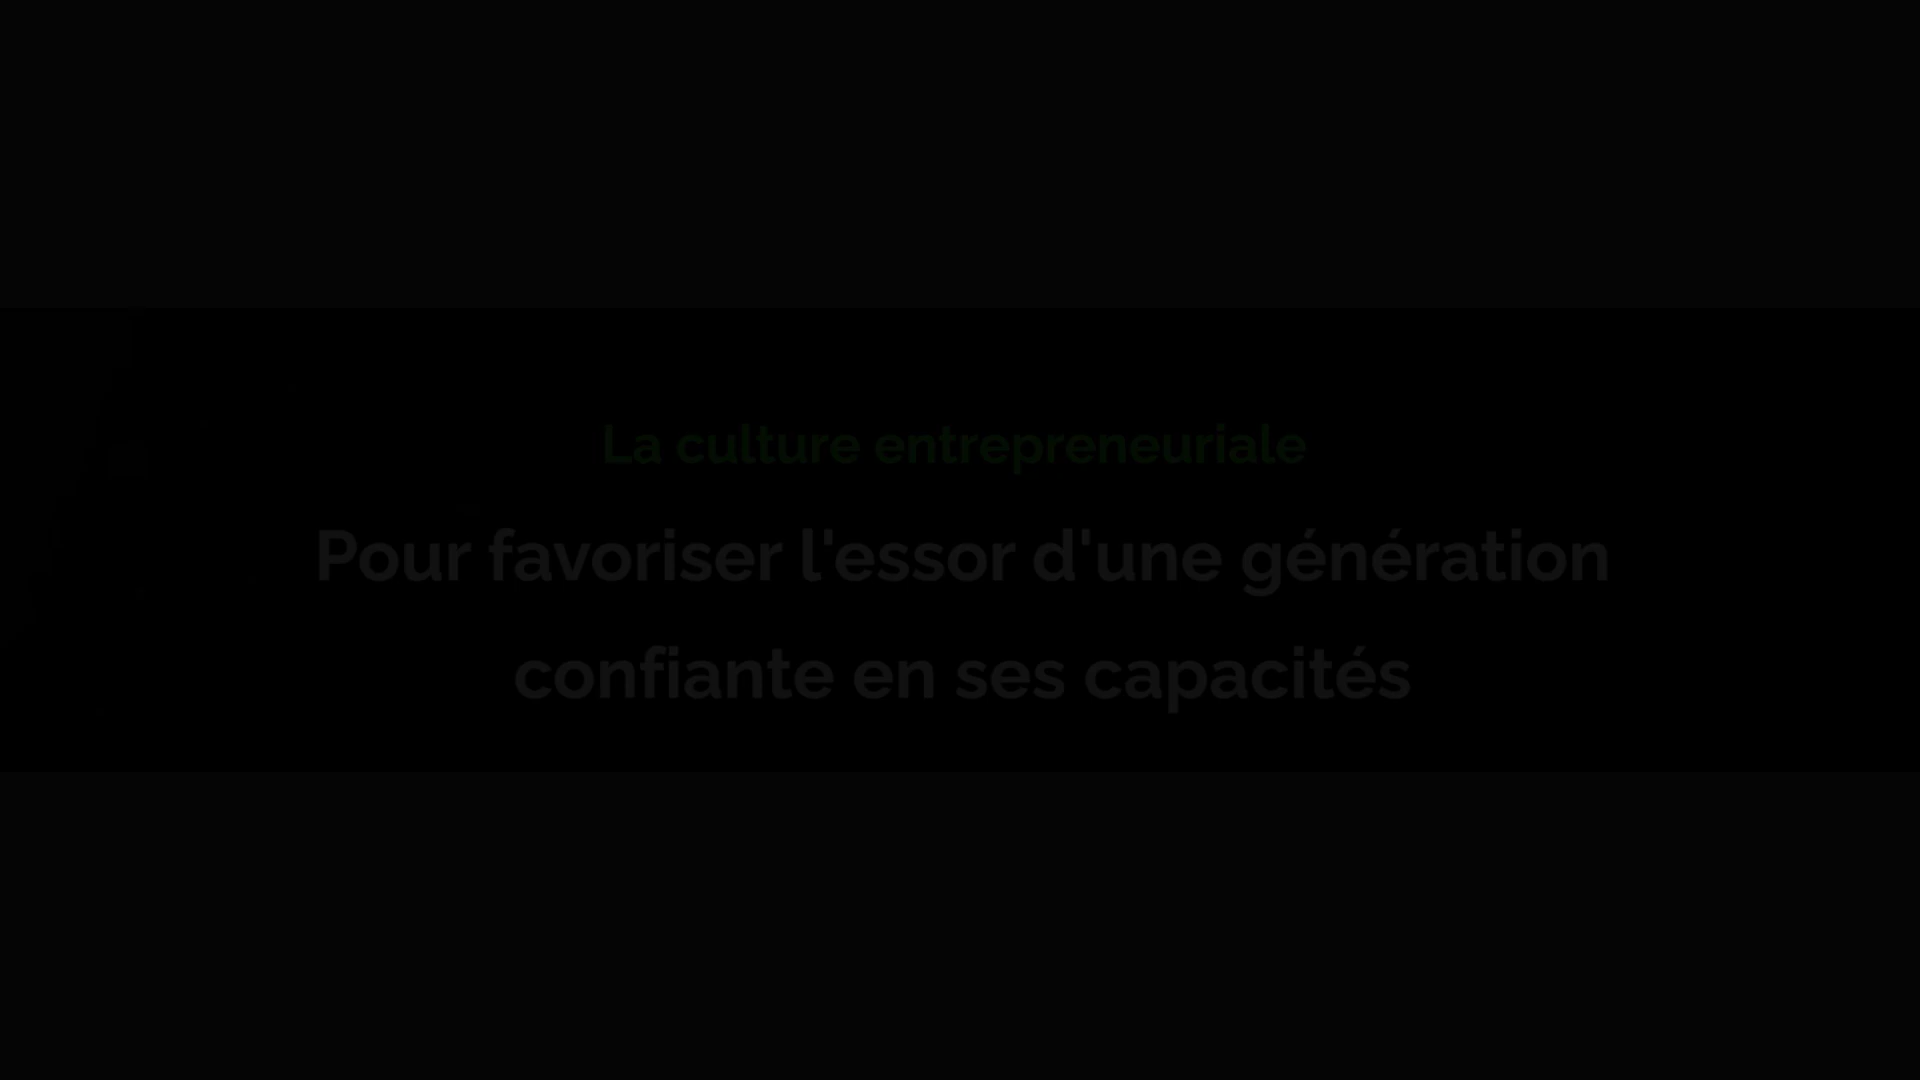 La culture entrepreneuriale
Pour favoriser l'essor d'une génération
confiante en ses capacités